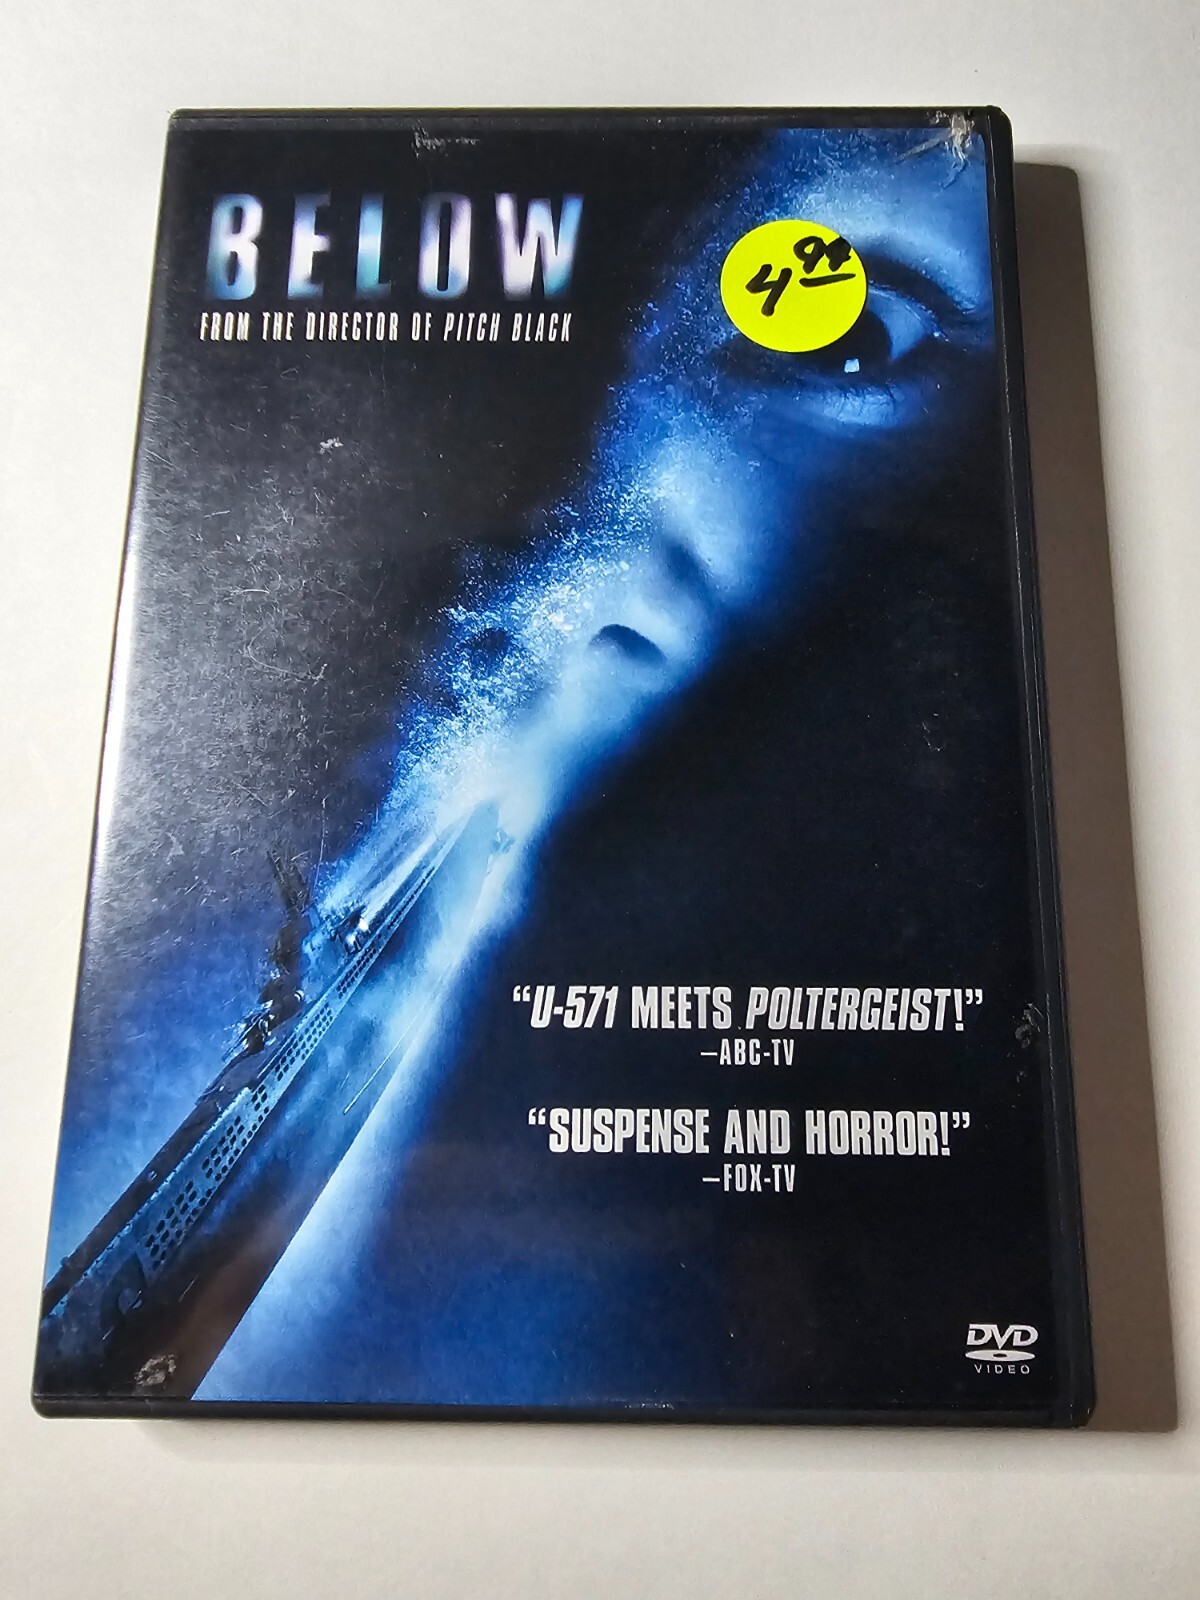 BELOW
FROM THE DIRECTOR OF PITCH BLACK
4 94
"U-571 MEETS POLTERGEIST!"
—ABC-TV
"SUSPENSE AND HORROR!"
—FOX-TV
DVD
VIDEO